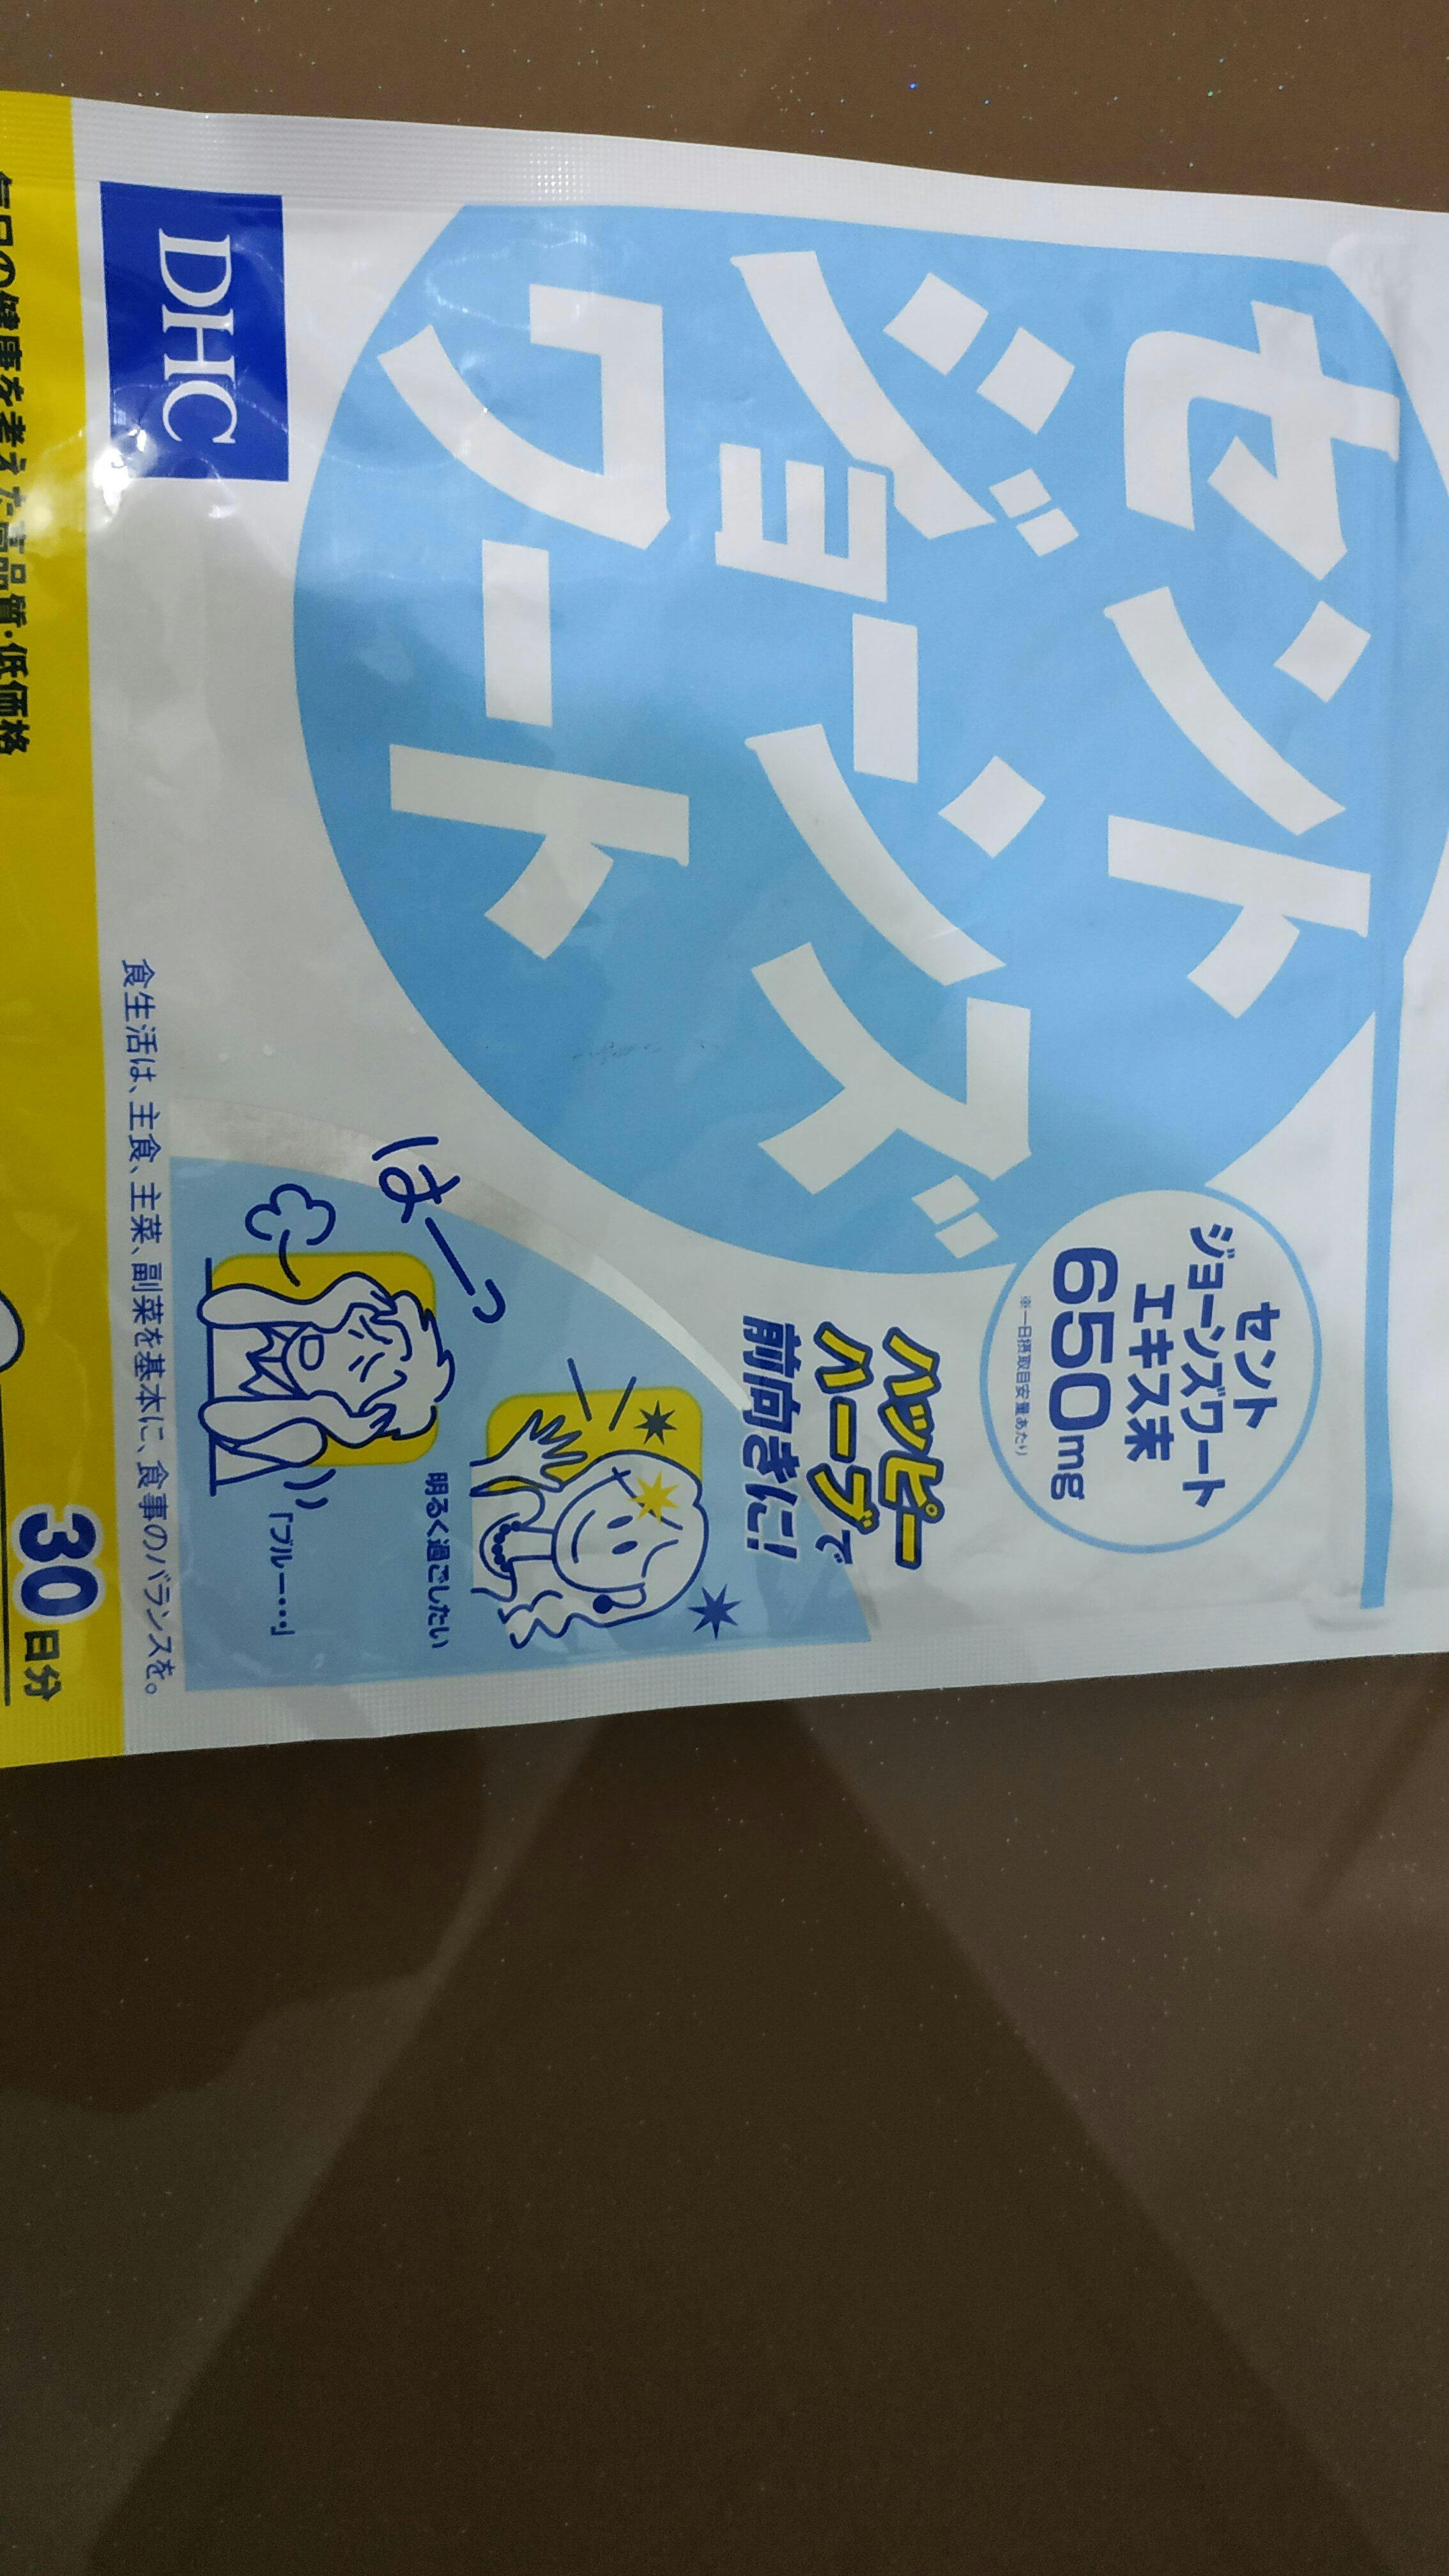 セント
ジョーンズ
ワート
セント
ジョーンズワート
エキス末
650mg
※一日摂取目安量あたり
ハッピー
ハーブで
前向きに!
明るく過ごしたい
はーっ
「ブルー・・・」
DHC
食生活は、主食、主菜、副菜を基本に、食事のバランスを。
毎日の健康を考えた高品質・低価格
30日分